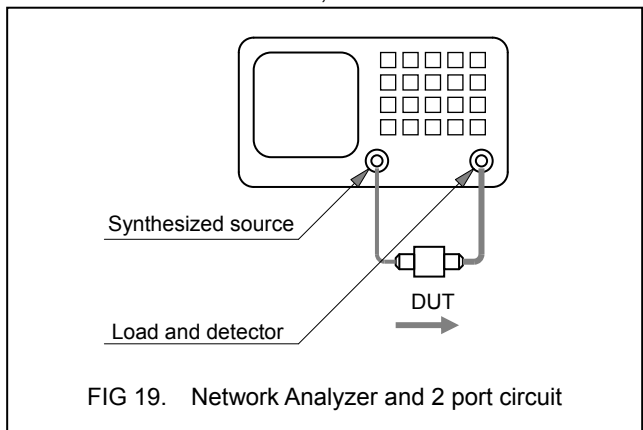 Synthesized source
DUT
Load and detector
FIG 19. Network Analyzer and 2 port circuit